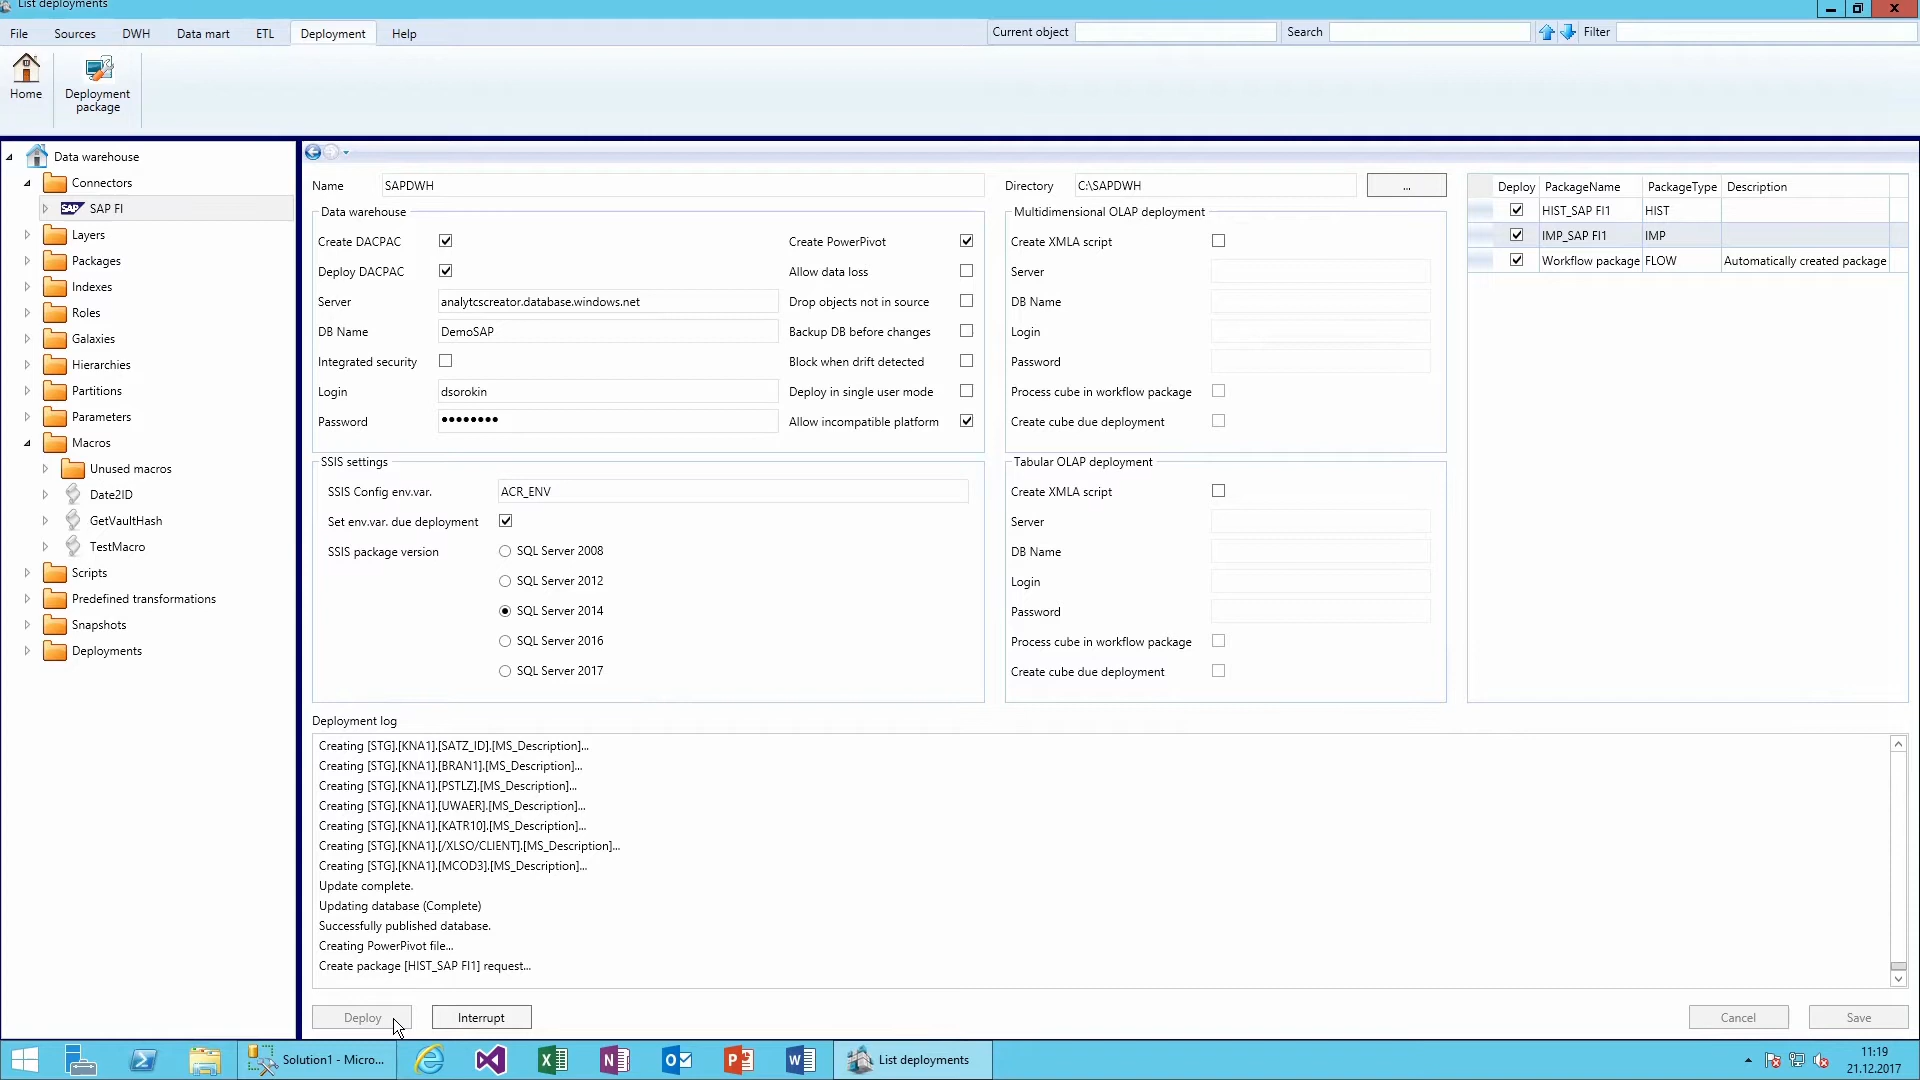 List deployments
File Sources DWH Data mart ETL Deployment Help Current object Search Filter
Home
Deployment package
Data warehouse
Connectors
SAP SAP FI
Layers
Packages
Indexes
Roles
Galaxies
Hierarchies
Partitions
Parameters
Macros
Unused macros
Date2ID
GetVaultHash
TestMacro
Scripts
Predefined transformations
Snapshots
Deployments
Name SAPDWH
Directory C:\SAPDWH ...
Data warehouse
Create DACPAC
Create PowerPivot
Deploy DACPAC
Allow data loss
Server analytcscreator.database.windows.net
Drop objects not in source
DB Name DemoSAP
Backup DB before changes
Integrated security
Block when drift detected
Login dsorokin
Deploy in single user mode
Password ••••••••
Allow incompatible platform
SSIS settings
SSIS Config env.var. ACR_ENV
Set env.var. due deployment
SSIS package version
SQL Server 2008
SQL Server 2012
SQL Server 2014
SQL Server 2016
SQL Server 2017
Multidimensional OLAP deployment
Create XMLA script
Server
DB Name
Login
Password
Process cube in workflow package
Create cube due deployment
Tabular OLAP deployment
Create XMLA script
Server
DB Name
Login
Password
Process cube in workflow package
Create cube due deployment
Deploy PackageName PackageType Description
HIST_SAP FI1 HIST
IMP_SAP FI1 IMP
Workflow package FLOW Automatically created package
Deployment log
Creating [STG].[KNA1].[SATZ_ID].[MS_Description]...
Creating [STG].[KNA1].[BRAN1].[MS_Description]...
Creating [STG].[KNA1].[PSTLZ].[MS_Description]...
Creating [STG].[KNA1].[UWAER].[MS_Description]...
Creating [STG].[KNA1].[KATR10].[MS_Description]...
Creating [STG].[KNA1].[/XLSO/CLIENT].[MS_Description]...
Creating [STG].[KNA1].[MCOD3].[MS_Description]...
Update complete.
Updating database (Complete)
Successfully published database.
Creating PowerPivot file...
Create package [HIST_SAP FI1] request...
Deploy Interrupt Cancel Save
Solution1 - Micro... List deployments
11:19
21.12.2017